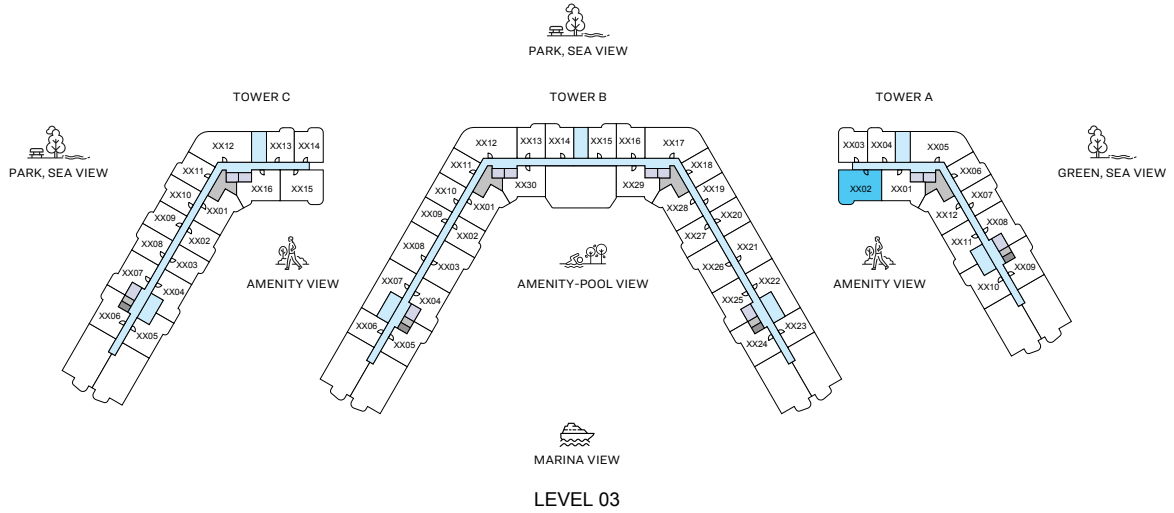 PARK, SEA VIEW
TOWER C
TOWER B
TOWER A
PARK, SEA VIEW
GREEN, SEA VIEW
XX12
XX13
XX14
XX11
XX16
XX15
XX10
XX01
XX09
XX02
XX08
XX03
XX07
XX04
XX06
XX05
XX12
XX13
XX14
XX15
XX16
XX17
XX11
XX30
XX29
XX18
XX10
XX01
XX28
XX19
XX09
XX02
XX27
XX20
XX08
XX03
XX26
XX21
XX07
XX04
XX25
XX22
XX06
XX05
XX24
XX23
XX03
XX04
XX05
XX02
XX01
XX06
XX12
XX07
XX11
XX08
XX10
XX09
AMENITY VIEW
AMENITY-POOL VIEW
AMENITY VIEW
MARINA VIEW
LEVEL 03